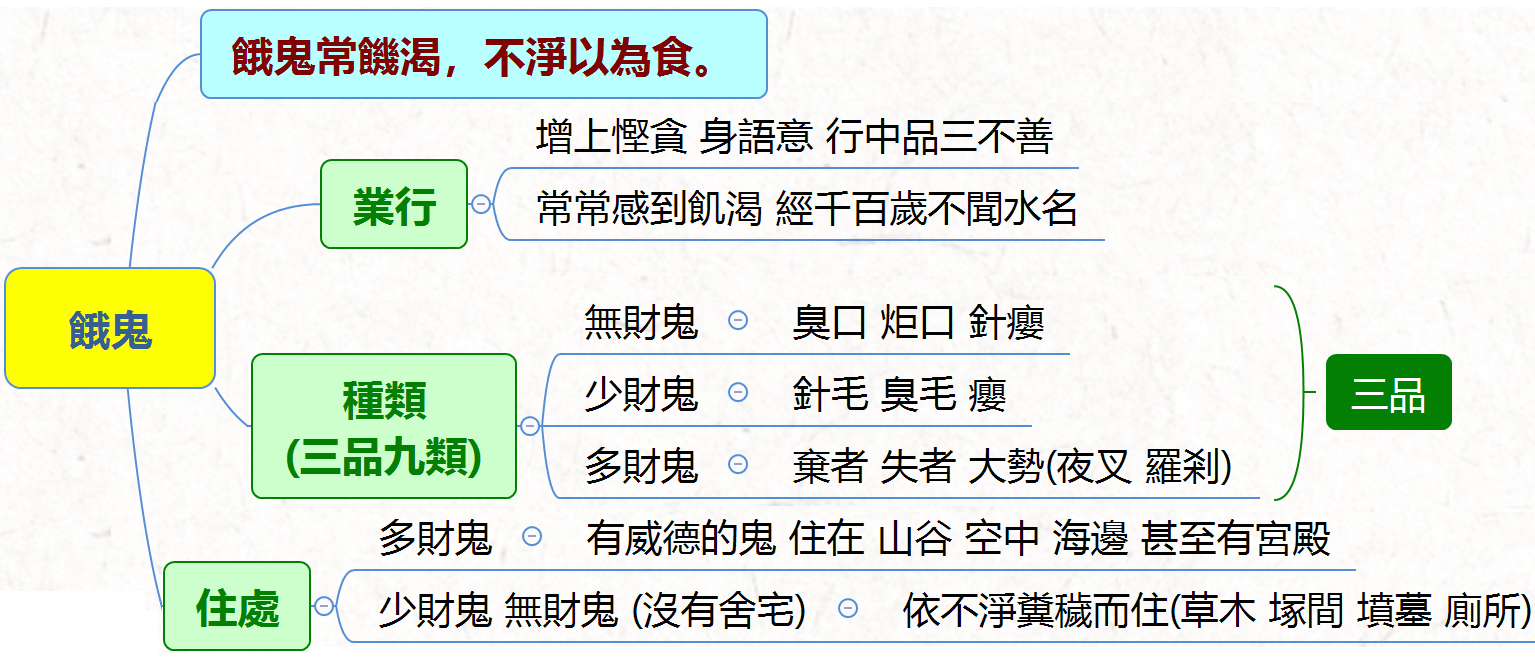 餓鬼常饑渴，不淨以為食。
增上慳貪 身語意 行中品三不善
業行
常常感到飢渴 經千百歲不聞水名
餓鬼
無財鬼 臭口 炬口 針癭
種類
(三品九類)
少財鬼 針毛 臭毛 癭
三品
多財鬼 棄者 失者 大勢(夜叉 羅剎)
多財鬼 有威德的鬼 住在 山谷 空中 海邊 甚至有宮殿
住處
少財鬼 無財鬼 (沒有舍宅) 依不淨糞穢而住(草木 塚間 墳墓 廁所)